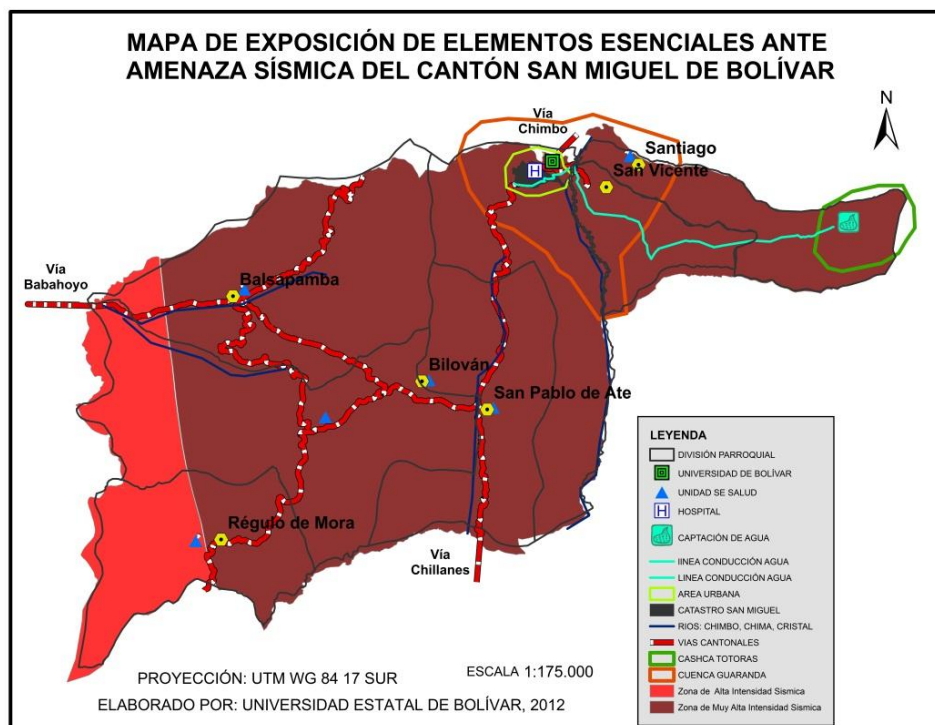 MAPA DE EXPOSICIÓN DE ELEMENTOS ESENCIALES ANTE
AMENAZA SÍSMICA DEL CANTÓN SAN MIGUEL DE BOLÍVAR
Vía
Chimbo
N
Santiago
San Vicente
H
Vía
Babahoyo
Balsapamba
Bilován
San Pablo de Ate
Régulo de Mora
Vía
Chillanes
LEYENDA
DIVISIÓN PARROQUIAL
UNIVERSIDAD DE BOLÍVAR
UNIDAD SE SALUD
H HOSPITAL
CAPTACIÓN DE AGUA
lINEA CONDUCCIÓN AGUA
LINEA CONDUCCIÓN AGUA
AREA URBANA
CATASTRO SAN MIGUEL
RIOS: CHIMBO, CHIMA, CRISTAL
VIAS CANTONALES
CASHCA TOTORAS
CUENCA GUARANDA
Zona de Alta Intensidad Sismica
Zona de Muy Alta Intensidad Sismica
PROYECCIÓN: UTM WG 84 17 SUR
ESCALA 1:175.000
ELABORADO POR: UNIVERSIDAD ESTATAL DE BOLÍVAR, 2012